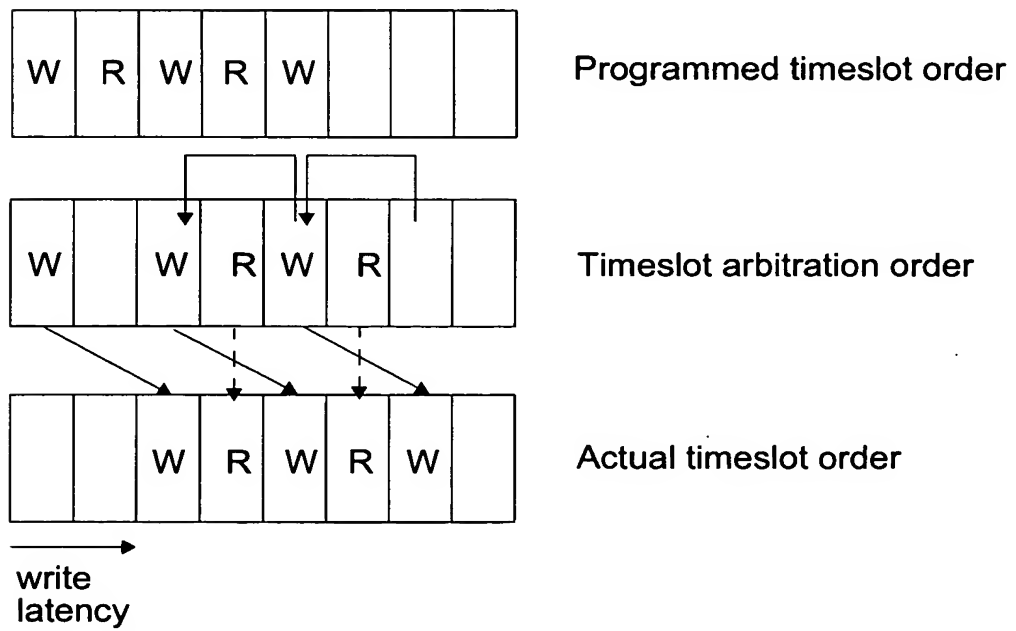 W R W R W Programmed timeslot order
W W R W R Timeslot arbitration order
W R W R W Actual timeslot order
write
latency